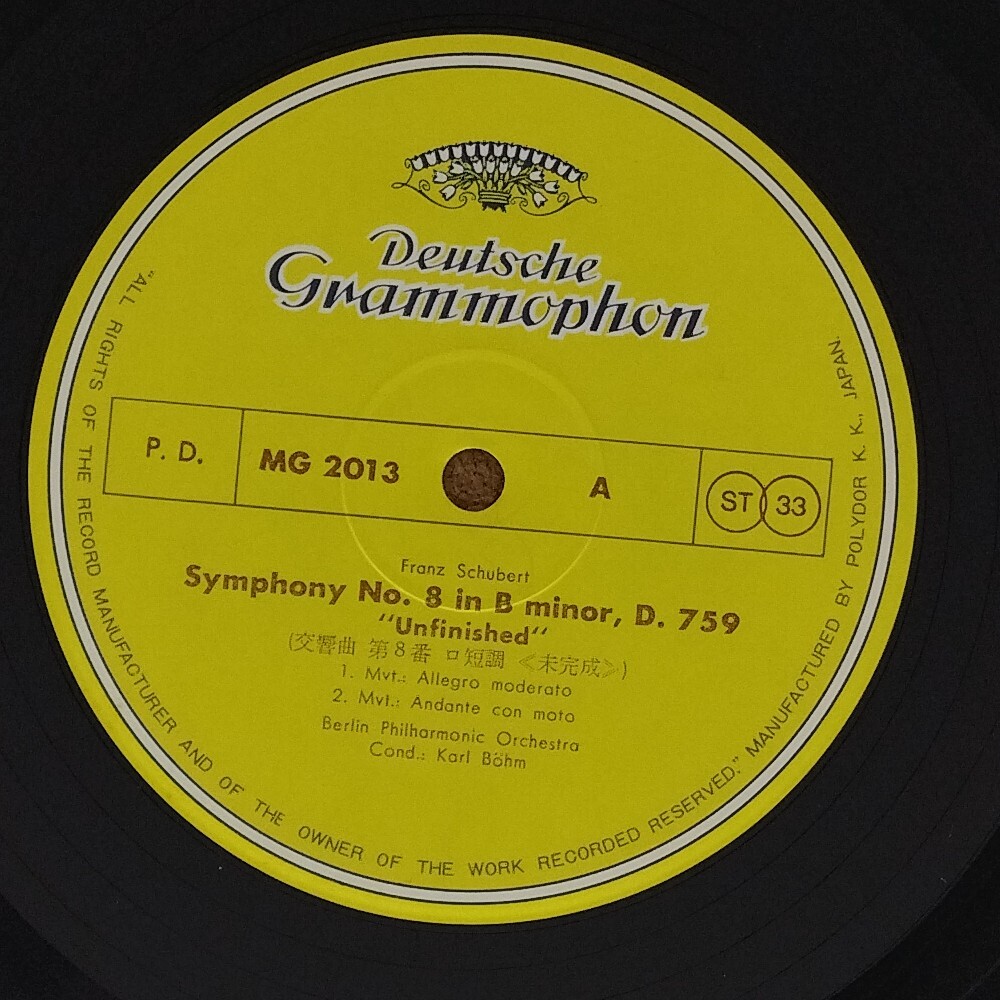 Deutsche
Grammophon
P. D.
MG 2013
A
ST 33
Franz Schubert
Symphony No. 8 in B minor, D. 759
"Unfinished"
(交響曲 第8番 ロ短調 《未完成》)
1. Mvt.: Allegro moderato
2. Mvt.: Andante con moto
Berlin Philharmonic Orchestra
Cond.: Karl Böhm
"ALL RIGHTS OF THE RECORD MANUFACTURER AND OF THE OWNER OF THE WORK RECORDED RESERVED." MANUFACTURED BY POLYDOR K. K., JAPAN.